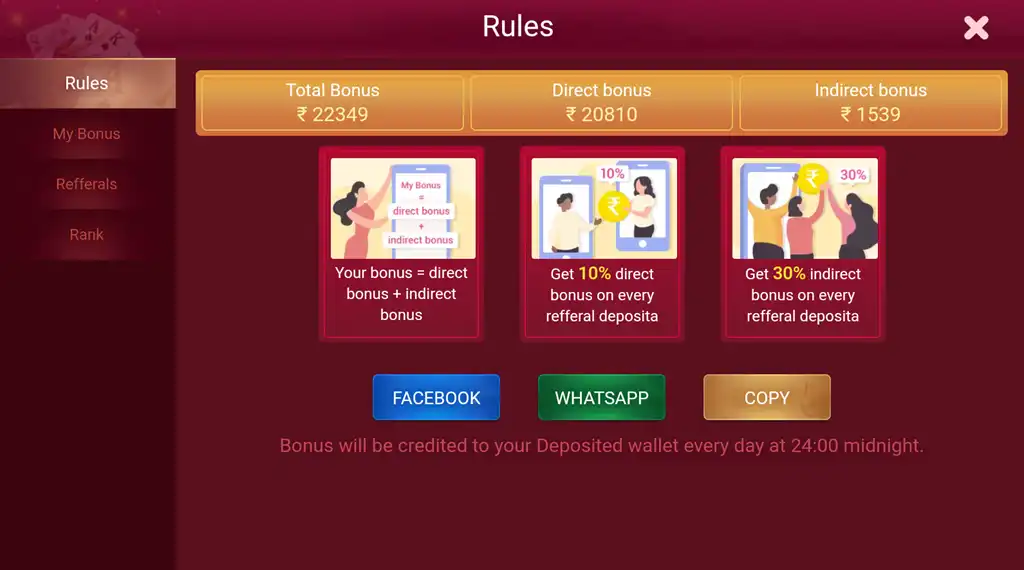 Rules
Rules
My Bonus
Refferals
Rank
Total Bonus
₹ 22349
Direct bonus
₹ 20810
Indirect bonus
₹ 1539
My Bonus
=
direct bonus
+
indirect bonus
Your bonus = direct
bonus + indirect
bonus
10%
₹
Get 10% direct
bonus on every
refferal deposita
₹
30%
Get 30% indirect
bonus on every
refferal deposita
FACEBOOK
WHATSAPP
COPY
Bonus will be credited to your Deposited wallet every day at 24:00 midnight.